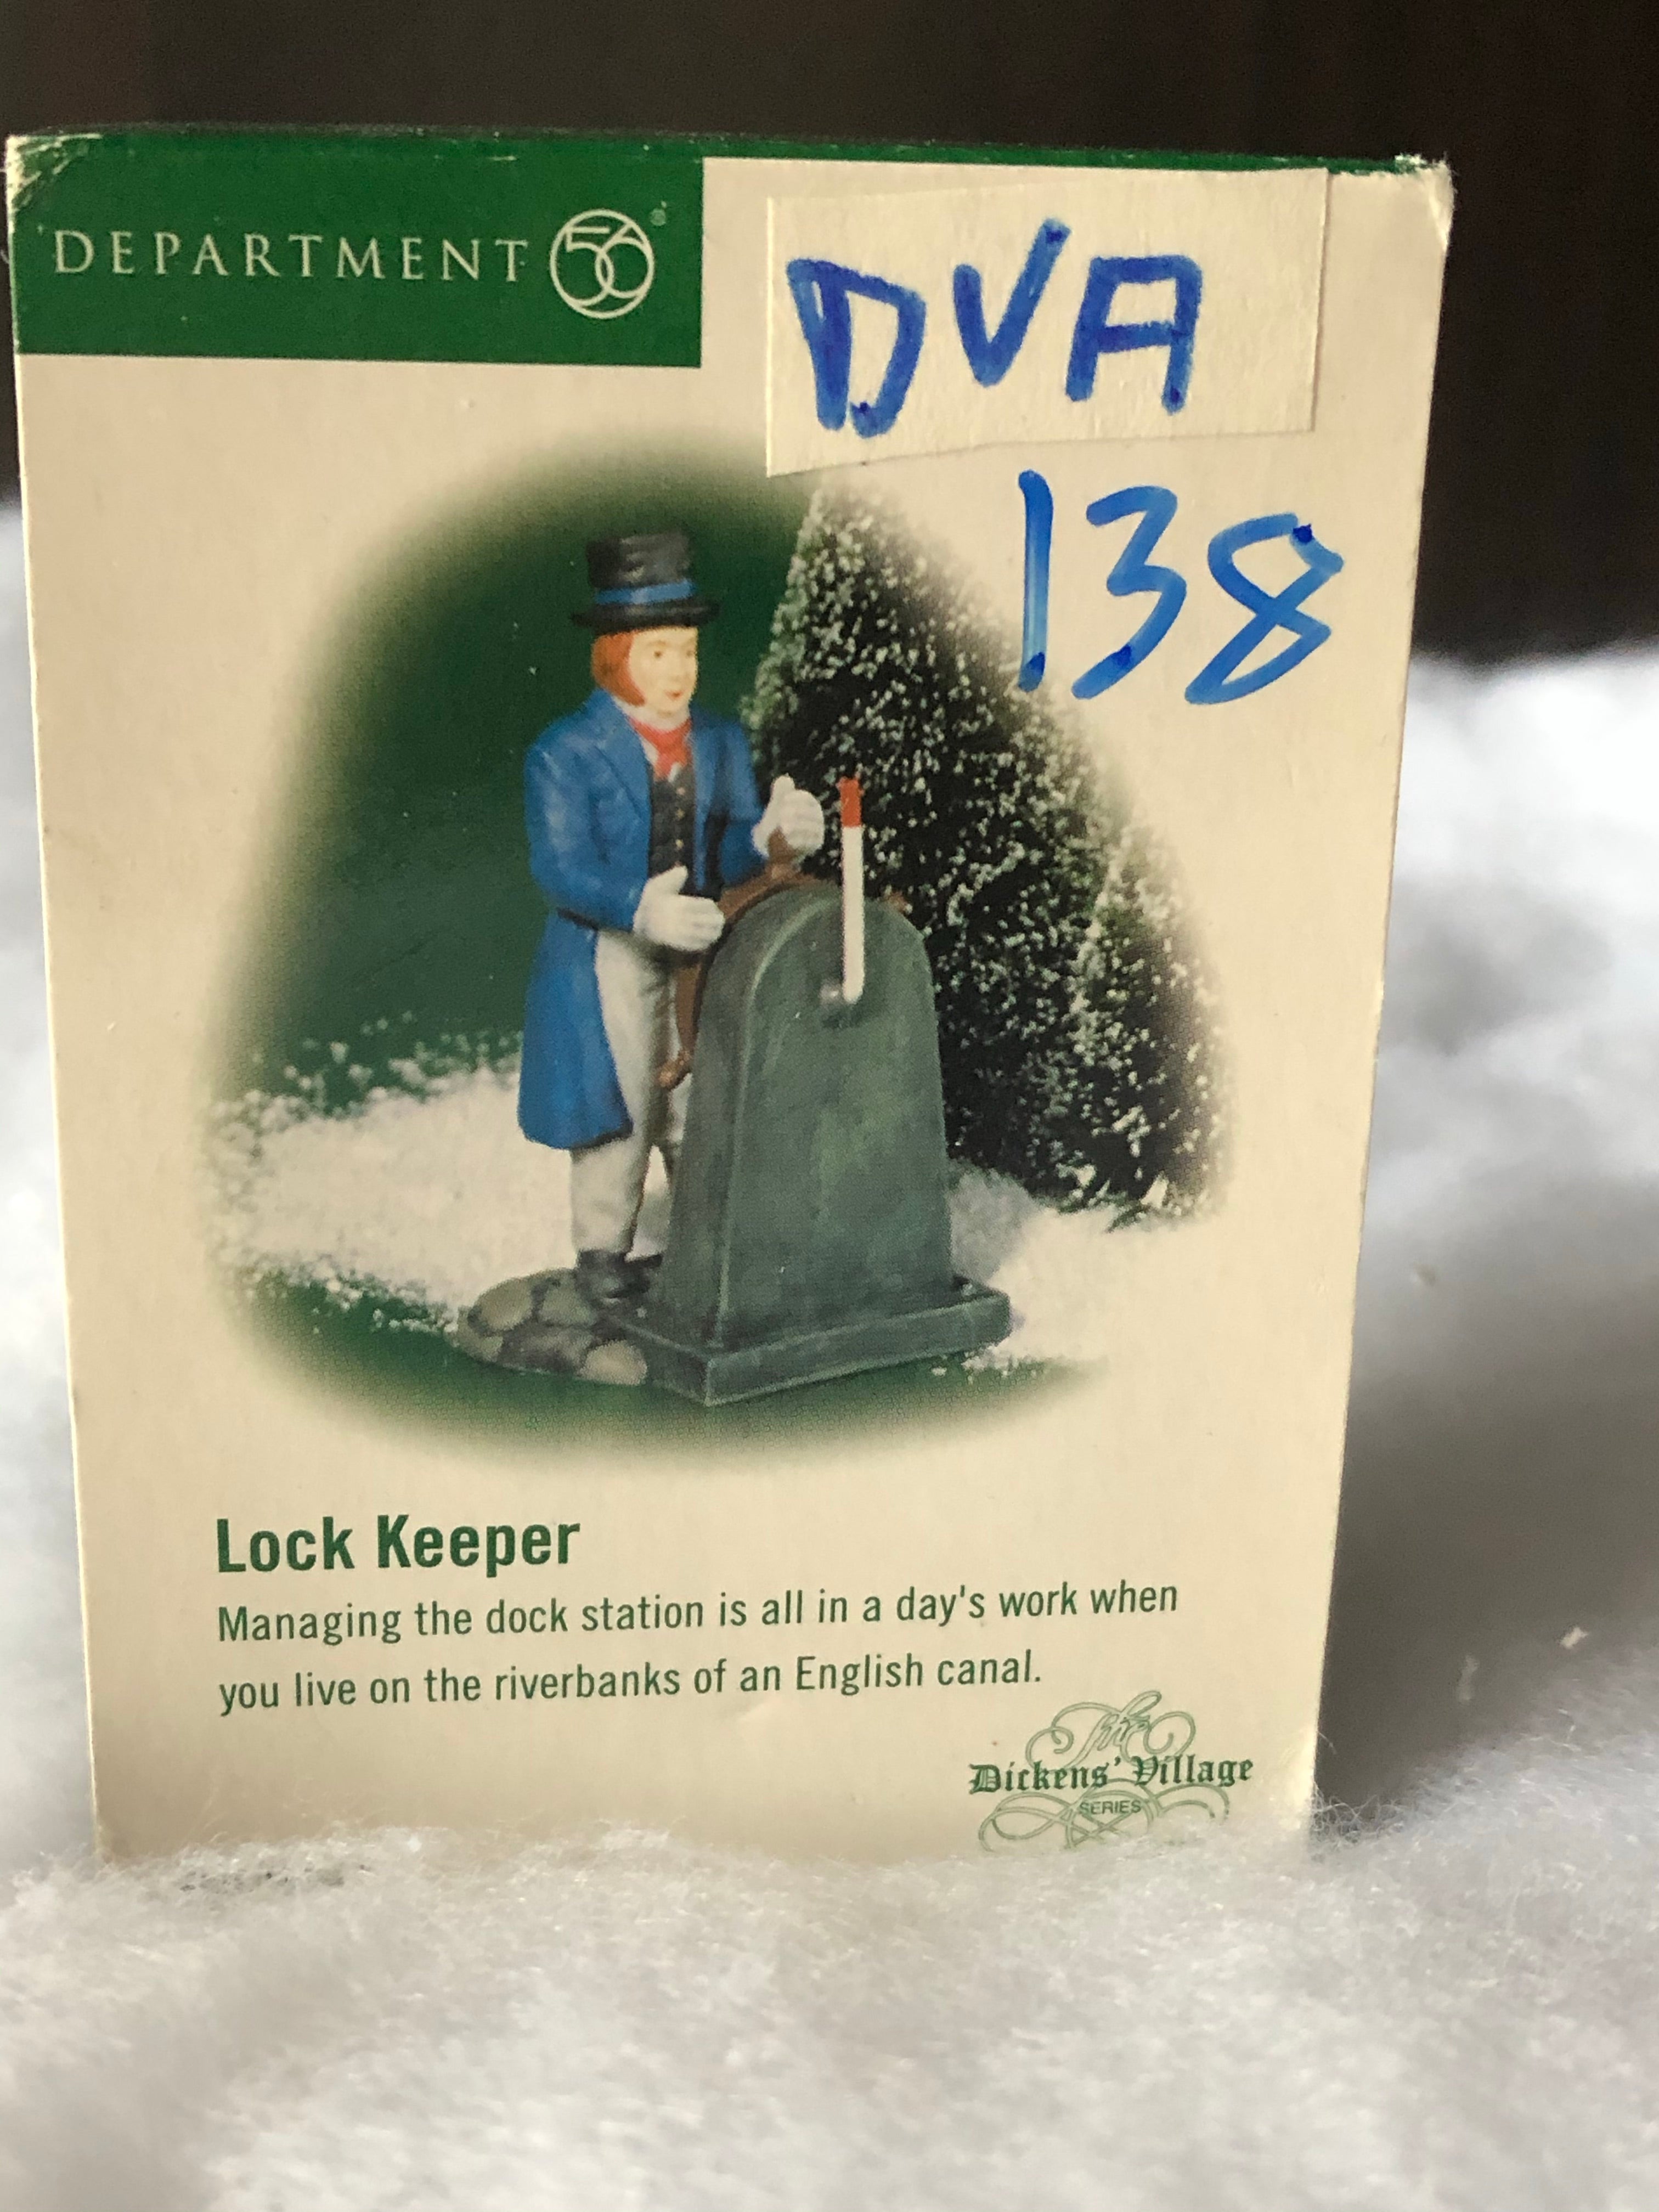 DEPARTMENT 56®
DVA
138
Lock Keeper
Managing the dock station is all in a day's work when
you live on the riverbanks of an English canal.
The
Dickens' Village
SERIES